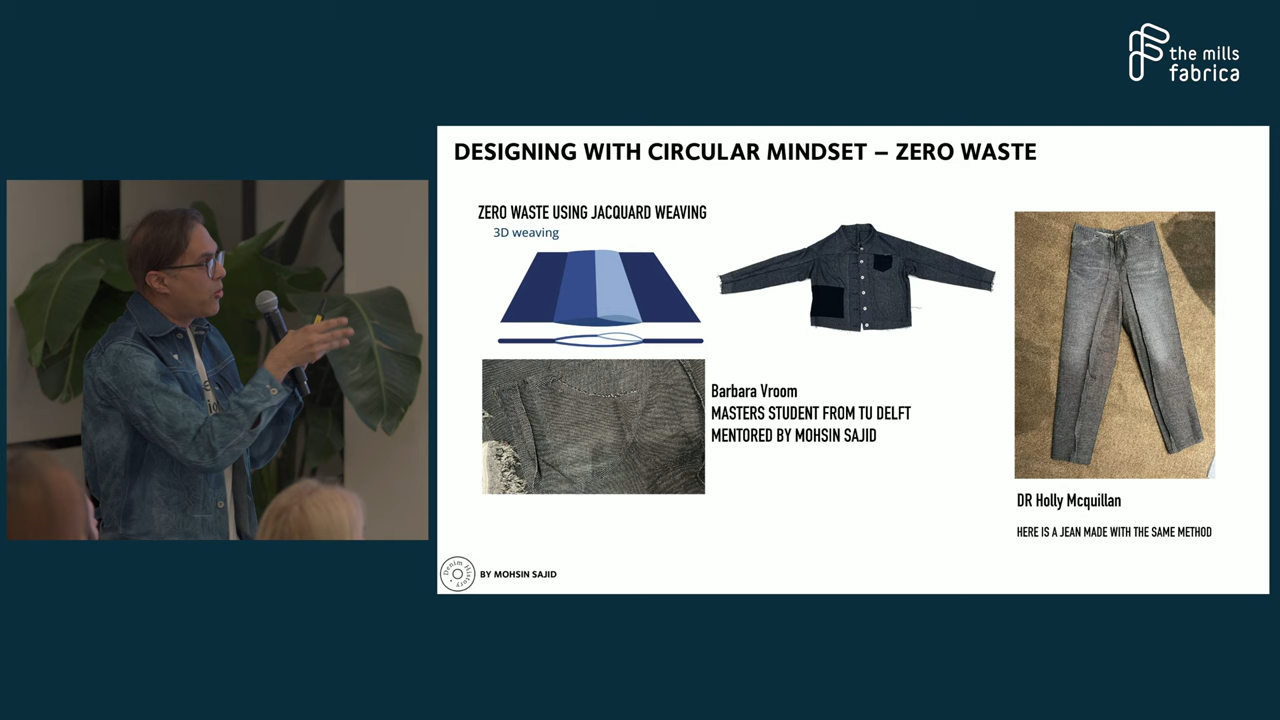 the mills
fabrica
DESIGNING WITH CIRCULAR MINDSET – ZERO WASTE
ZERO WASTE USING JACQUARD WEAVING
3D weaving
Barbara Vroom
MASTERS STUDENT FROM TU DELFT
MENTORED BY MOHSIN SAJID
DR Holly Mcquillan
HERE IS A JEAN MADE WITH THE SAME METHOD
Denim History
BY MOHSIN SAJID